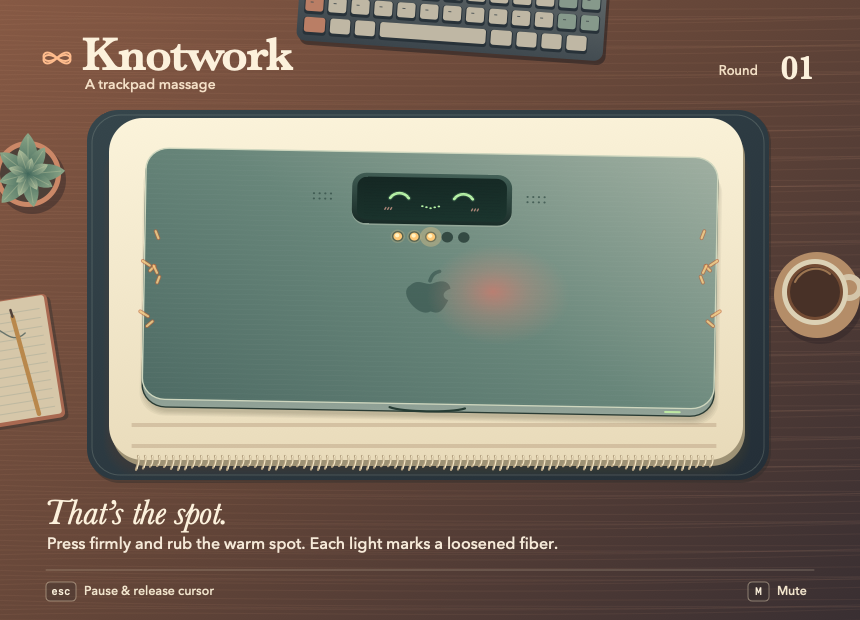 Knotwork
A trackpad massage
Round 01
That's the spot.
Press firmly and rub the warm spot. Each light marks a loosened fiber.
esc Pause & release cursor
M Mute